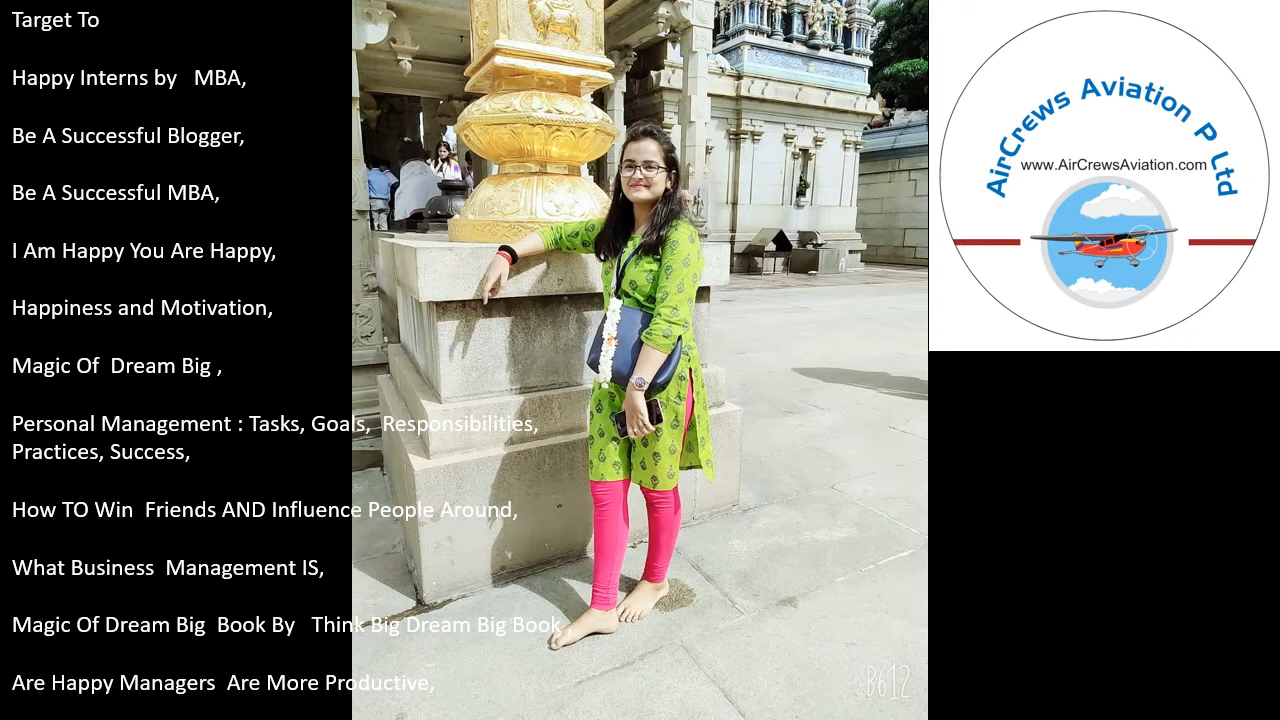 Target To
Happy Interns by MBA,
Be A Successful Blogger,
Be A Successful MBA,
I Am Happy You Are Happy,
Happiness and Motivation,
Magic Of Dream Big ,
Personal Management : Tasks, Goals, Responsibilities,
Practices, Success,
How TO Win Friends AND Influence People Around,
What Business Management IS,
Magic Of Dream Big Book By Think Big Dream Big Book
Are Happy Managers Are More Productive,
AirCrews Aviation P Ltd
www.AirCrewsAviation.com
B612